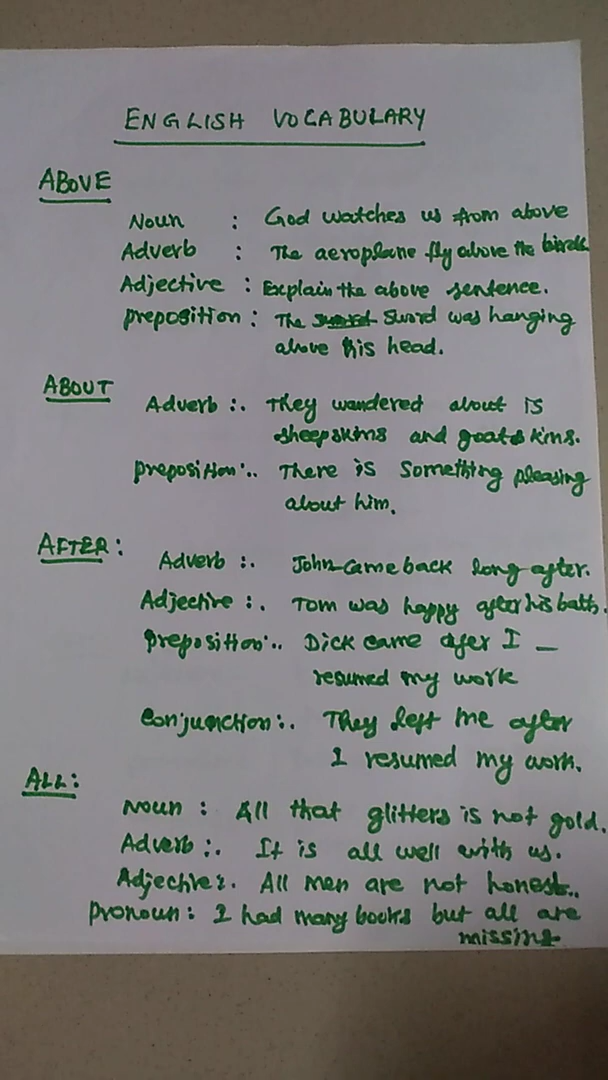 ENGLISH VOCABULARY
ABOVE
Noun : God watches us from above
Adverb : The aeroplane fly above the birds
Adjective : Explain the above sentence.
preposition : The Sword was hanging
above his head.
ABOUT
Adverb :. They wandered about is
sheepskins and goatskins.
preposition :. There is something pleasing
about him.
AFTER :
Adverb :. John came back long after.
Adjective :. Tom was happy after his bath.
preposition :. Dick came after I _
resumed my work
conjunction :. They left me after
I resumed my work.
ALL :
Noun : All that glitters is not gold.
Adverb :. It is all well with us.
Adjective :. All men are not honest..
pronoun : I had many books but all are
missing